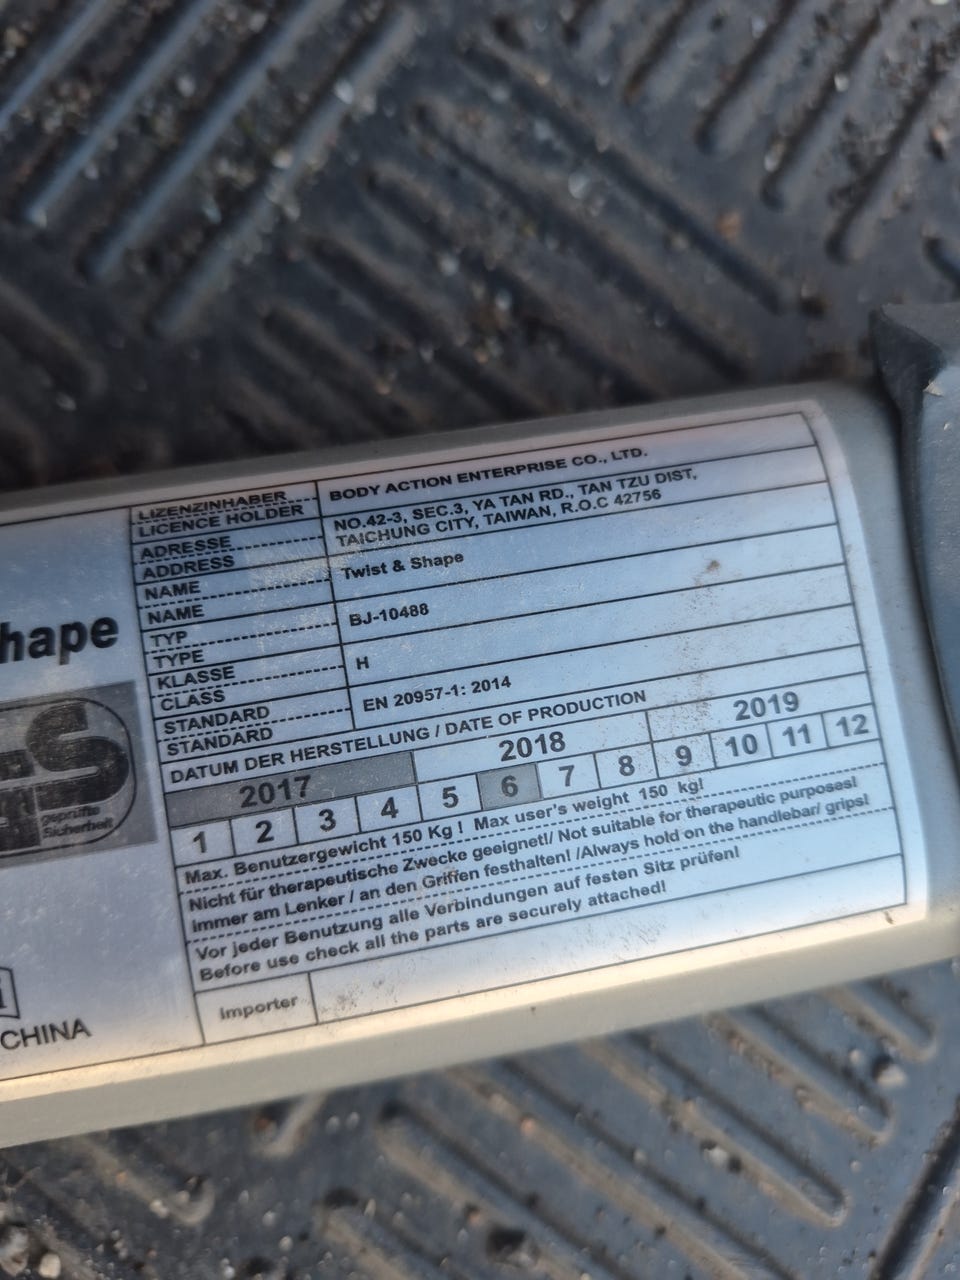 LIZENZINHABER
LICENCE HOLDER
BODY ACTION ENTERPRISE CO., LTD.
ADRESSE
ADDRESS
NO.42-3, SEC.3, YA TAN RD., TAN TZU DIST,
TAICHUNG CITY, TAIWAN, R.O.C 42756
NAME
NAME
Twist & Shape
TYP
TYPE
BJ-10488
KLASSE
CLASS
H
STANDARD
STANDARD
EN 20957-1: 2014
DATUM DER HERSTELLUNG / DATE OF PRODUCTION
2017 2018 2019
1 2 3 4 5 6 7 8 9 10 11 12
Max. Benutzergewicht 150 Kg ! Max user's weight 150 kg!
Nicht für therapeutische Zwecke geeignet!/ Not suitable for therapeutic purposes!
Immer am Lenker / an den Griffen festhalten! /Always hold on the handlebar/ grips!
Vor jeder Benutzung alle Verbindungen auf festen Sitz prüfen!
Before use check all the parts are securely attached!
Importer
hape
S
geprüfte
Sicherheit
CHINA